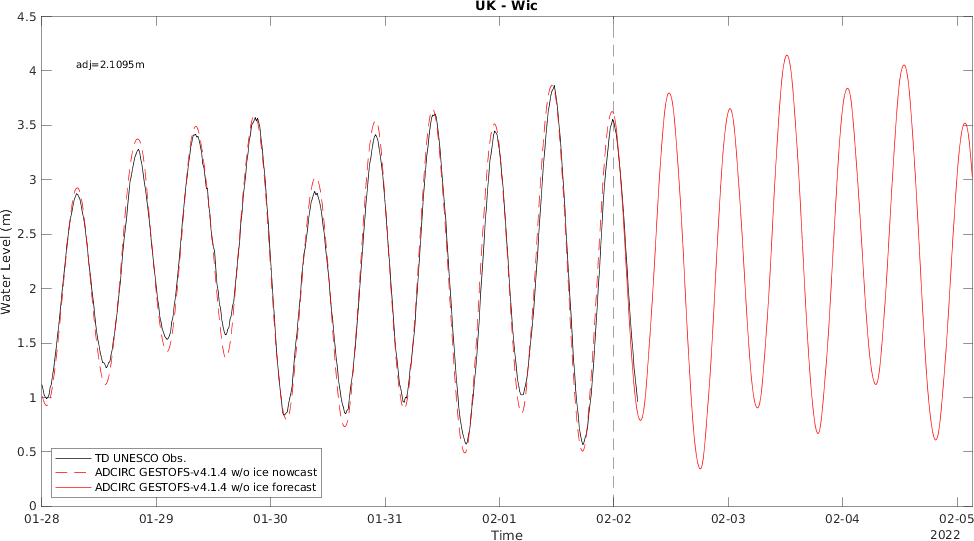 UK - Wic
4.5
4
3.5
3
2.5
2
1.5
1
0.5
0
Water Level (m)
adj=2.1095m
TD UNESCO Obs.
ADCIRC GESTOFS-v4.1.4 w/o ice nowcast
ADCIRC GESTOFS-v4.1.4 w/o ice forecast
01-28 01-29 01-30 01-31 02-01 02-02 02-03 02-04 02-05
Time
2022